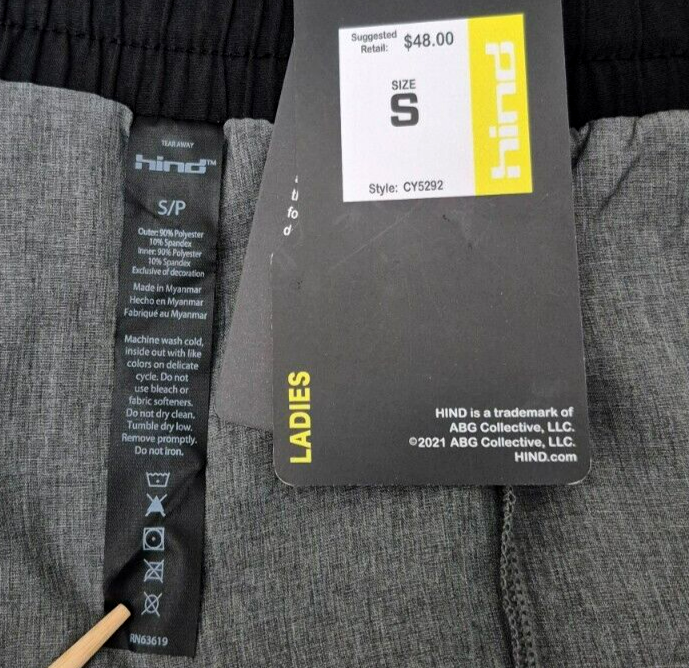 TEAR AWAY
hind™
S/P
Outer: 90% Polyester
10% Spandex
Inner: 90% Polyester
10% Spandex
Exclusive of decoration
Made in Myanmar
Hecho en Myanmar
Fabriqué au Myanmar
Machine wash cold,
inside out with like
colors on delicate
cycle. Do not
use bleach or
fabric softeners.
Do not dry clean.
Tumble dry low.
Remove promptly.
Do not iron.
RN63619
Suggested
Retail: $48.00
SIZE
S
Style: CY5292
hind
fo
d
LADIES
HIND is a trademark of
ABG Collective, LLC.
©2021 ABG Collective, LLC.
HIND.com